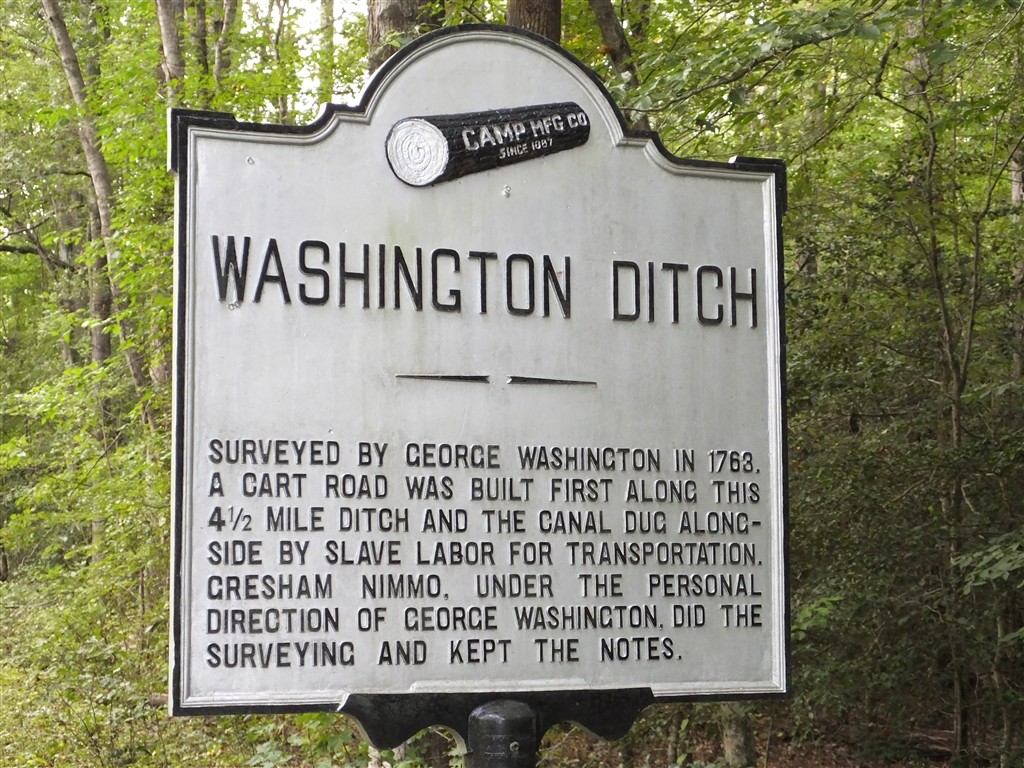 CAMP MFG CO
SINCE 1887
WASHINGTON DITCH
SURVEYED BY GEORGE WASHINGTON IN 1763.
A CART ROAD WAS BUILT FIRST ALONG THIS
4½ MILE DITCH AND THE CANAL DUG ALONG-
SIDE BY SLAVE LABOR FOR TRANSPORTATION.
GRESHAM NIMMO, UNDER THE PERSONAL
DIRECTION OF GEORGE WASHINGTON, DID THE
SURVEYING AND KEPT THE NOTES.